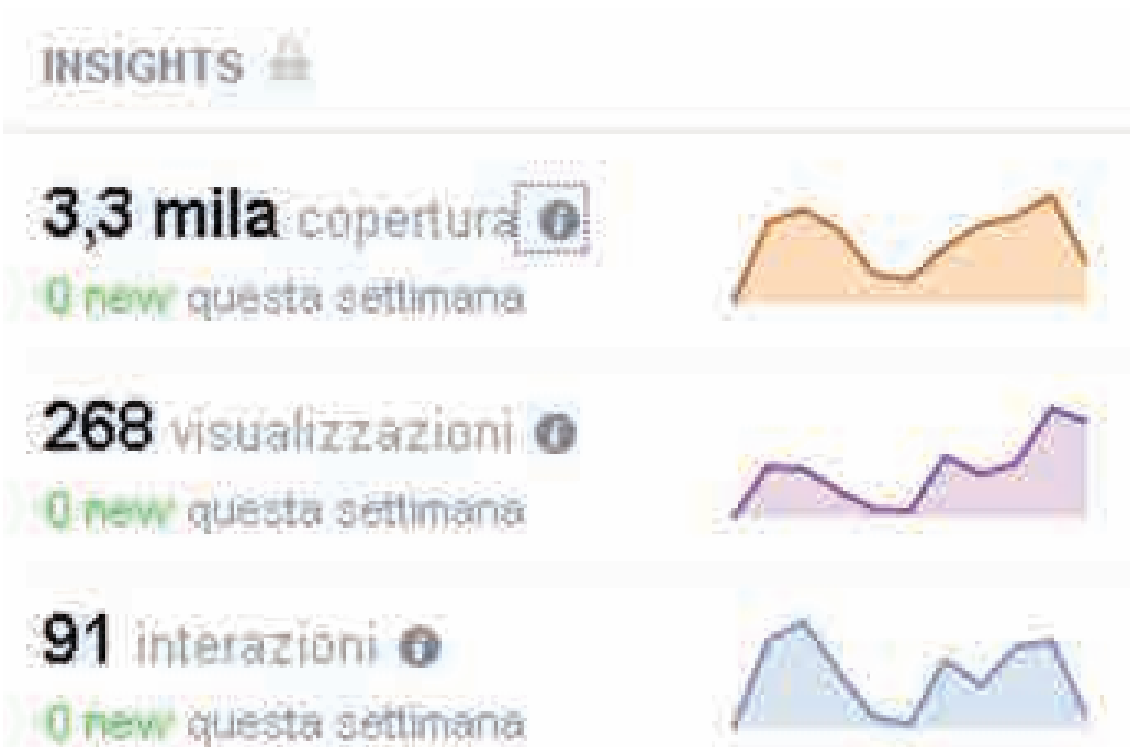 INSIGHTS
3,3 mila copertura
0 new questa settimana
268 visualizzazioni
0 new questa settimana
91 interazioni
0 new questa settimana